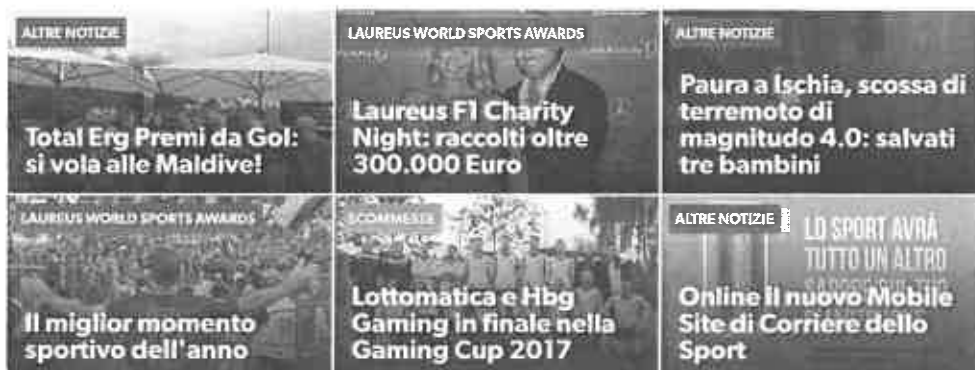 ALTRE NOTIZIE
Total Erg Premi da Gol:
si vola alle Maldive!
LAUREUS WORLD SPORTS AWARDS
Laureus F1 Charity
Night: raccolti oltre
300.000 Euro
ALTRE NOTIZIE
Paura a Ischia, scossa di
terremoto di
magnitudo 4.0: salvati
tre bambini
LAUREUS WORLD SPORTS AWARDS
Il miglior momento
sportivo dell'anno
SCOMMESSE
Lottomatica e Hbg
Gaming in finale nella
Gaming Cup 2017
ALTRE NOTIZIE
LO SPORT AVRÀ
TUTTO UN ALTRO
Online il nuovo Mobile
Site di Corriere dello
Sport